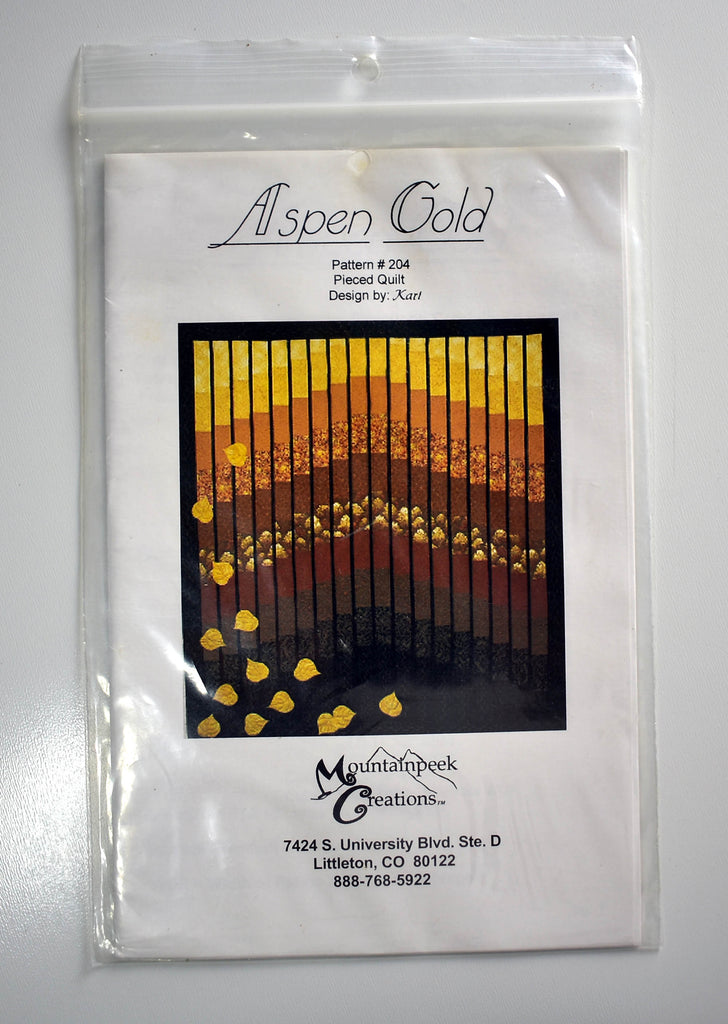 Aspen Gold
Pattern # 204
Pieced Quilt
Design by: Kari
Mountainpeek
Creations™
7424 S. University Blvd. Ste. D
Littleton, CO 80122
888-768-5922